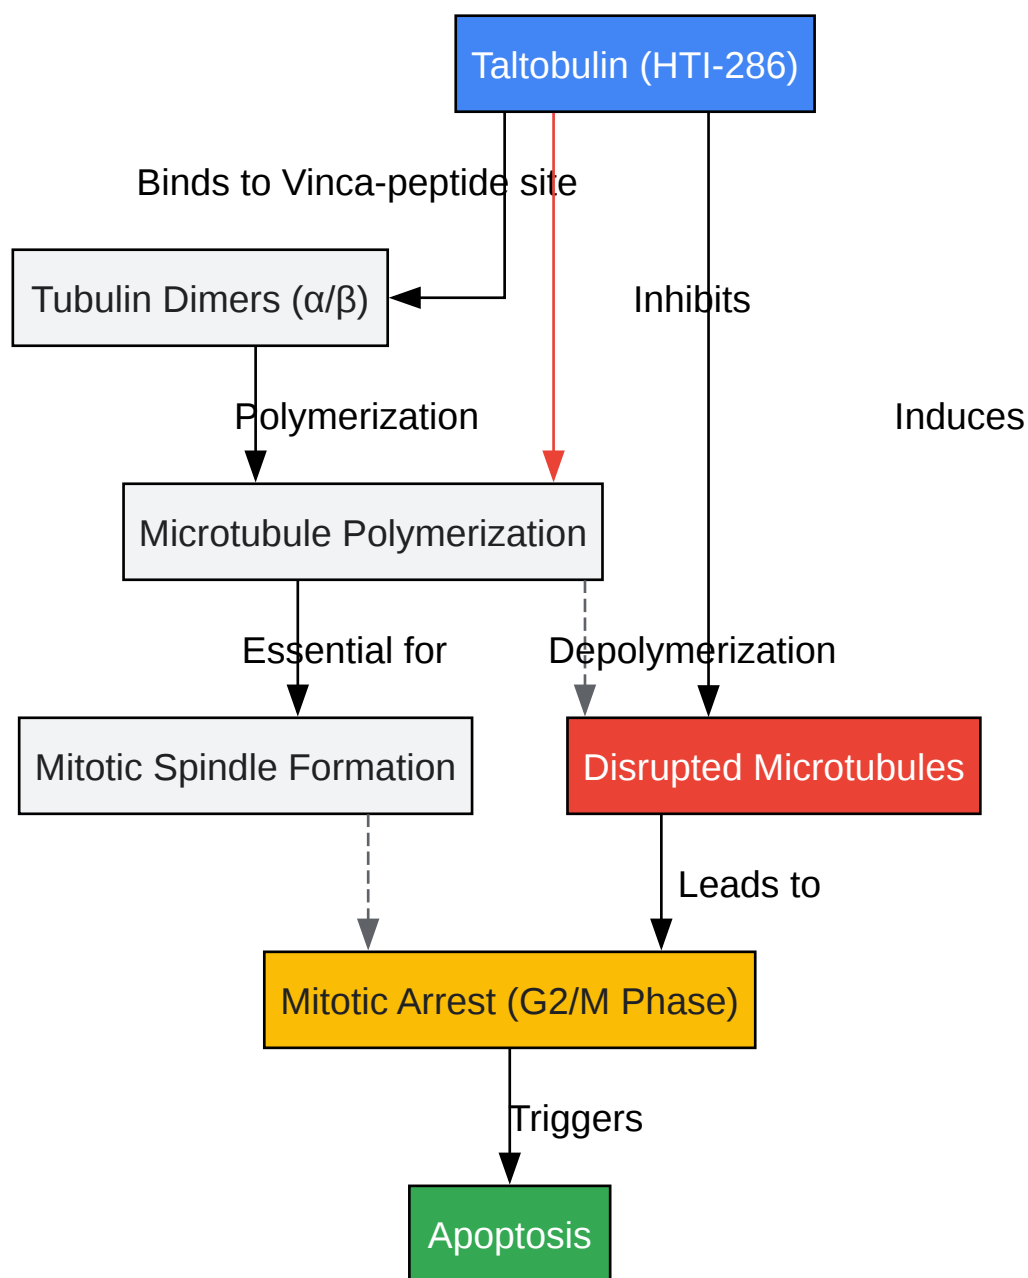 Taltobulin (HTI-286)
Binds to Vinca-peptide site
Tubulin Dimers (α/β)
Inhibits
Polymerization
Induces
Microtubule Polymerization
Essential for
Depolymerization
Mitotic Spindle Formation
Disrupted Microtubules
Leads to
Mitotic Arrest (G2/M Phase)
Triggers
Apoptosis